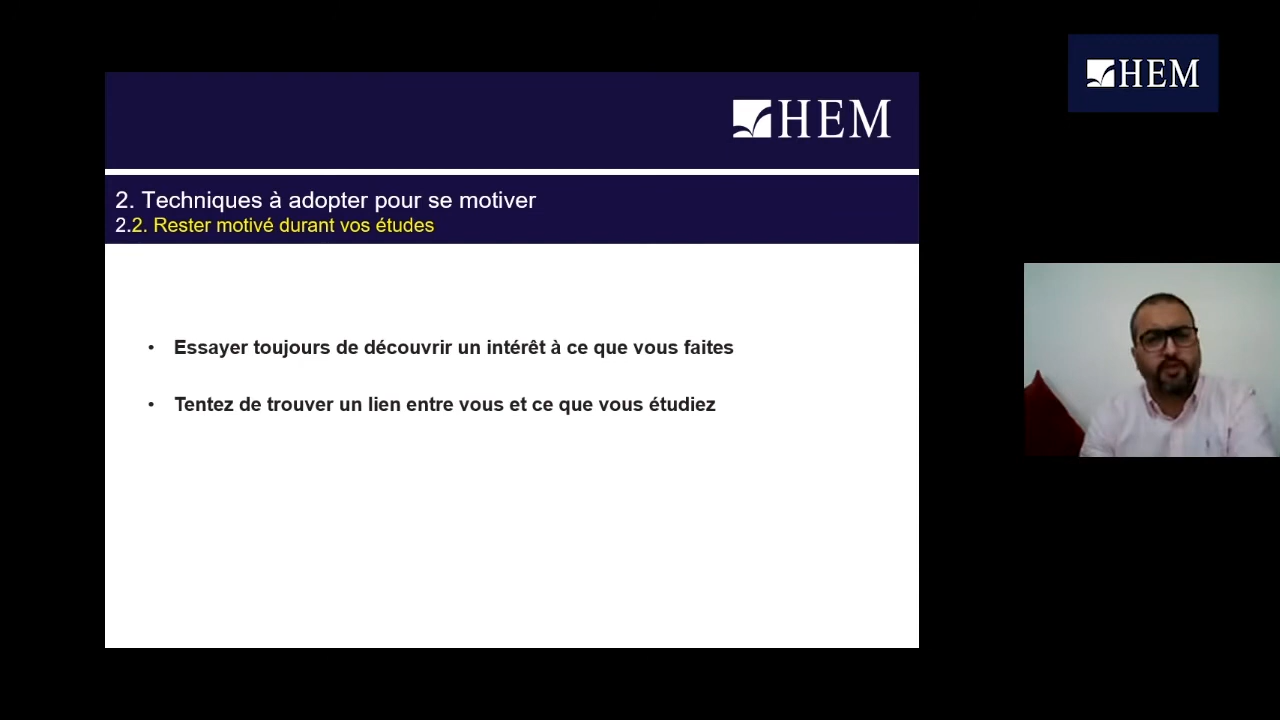 HEM
HEM
2. Techniques à adopter pour se motiver
2.2. Rester motivé durant vos études
• Essayer toujours de découvrir un intérêt à ce que vous faites
• Tentez de trouver un lien entre vous et ce que vous étudiez